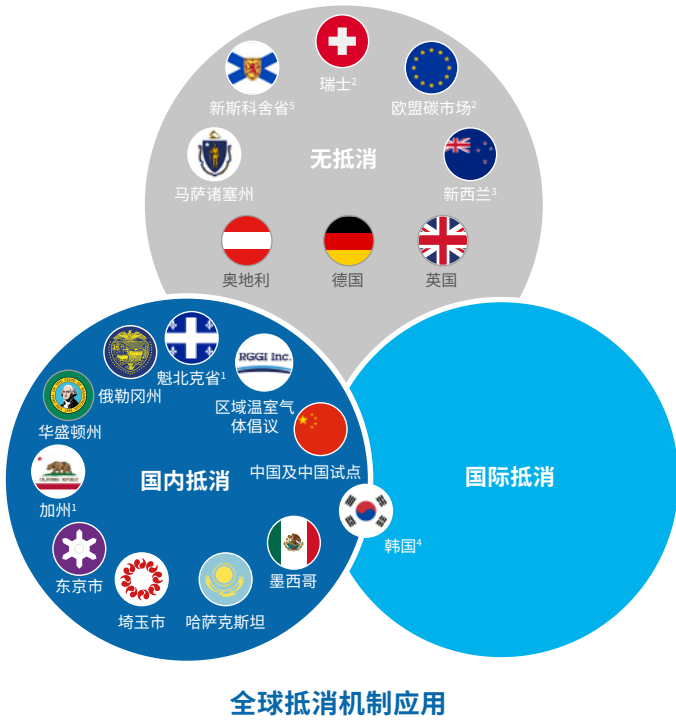 瑞士²
新斯科舍省⁵
欧盟碳市场²
无抵消
马萨诸塞州
新西兰³
奥地利
德国
英国
魁北克省¹
RGGI Inc.
俄勒冈州
区域温室气
体倡议
华盛顿州
中国及中国试点
国内抵消
国际抵消
CALIFORNIA REPUBLIC
加州¹
韩国⁴
墨西哥
东京市
埼玉市
哈萨克斯坦
全球抵消机制应用